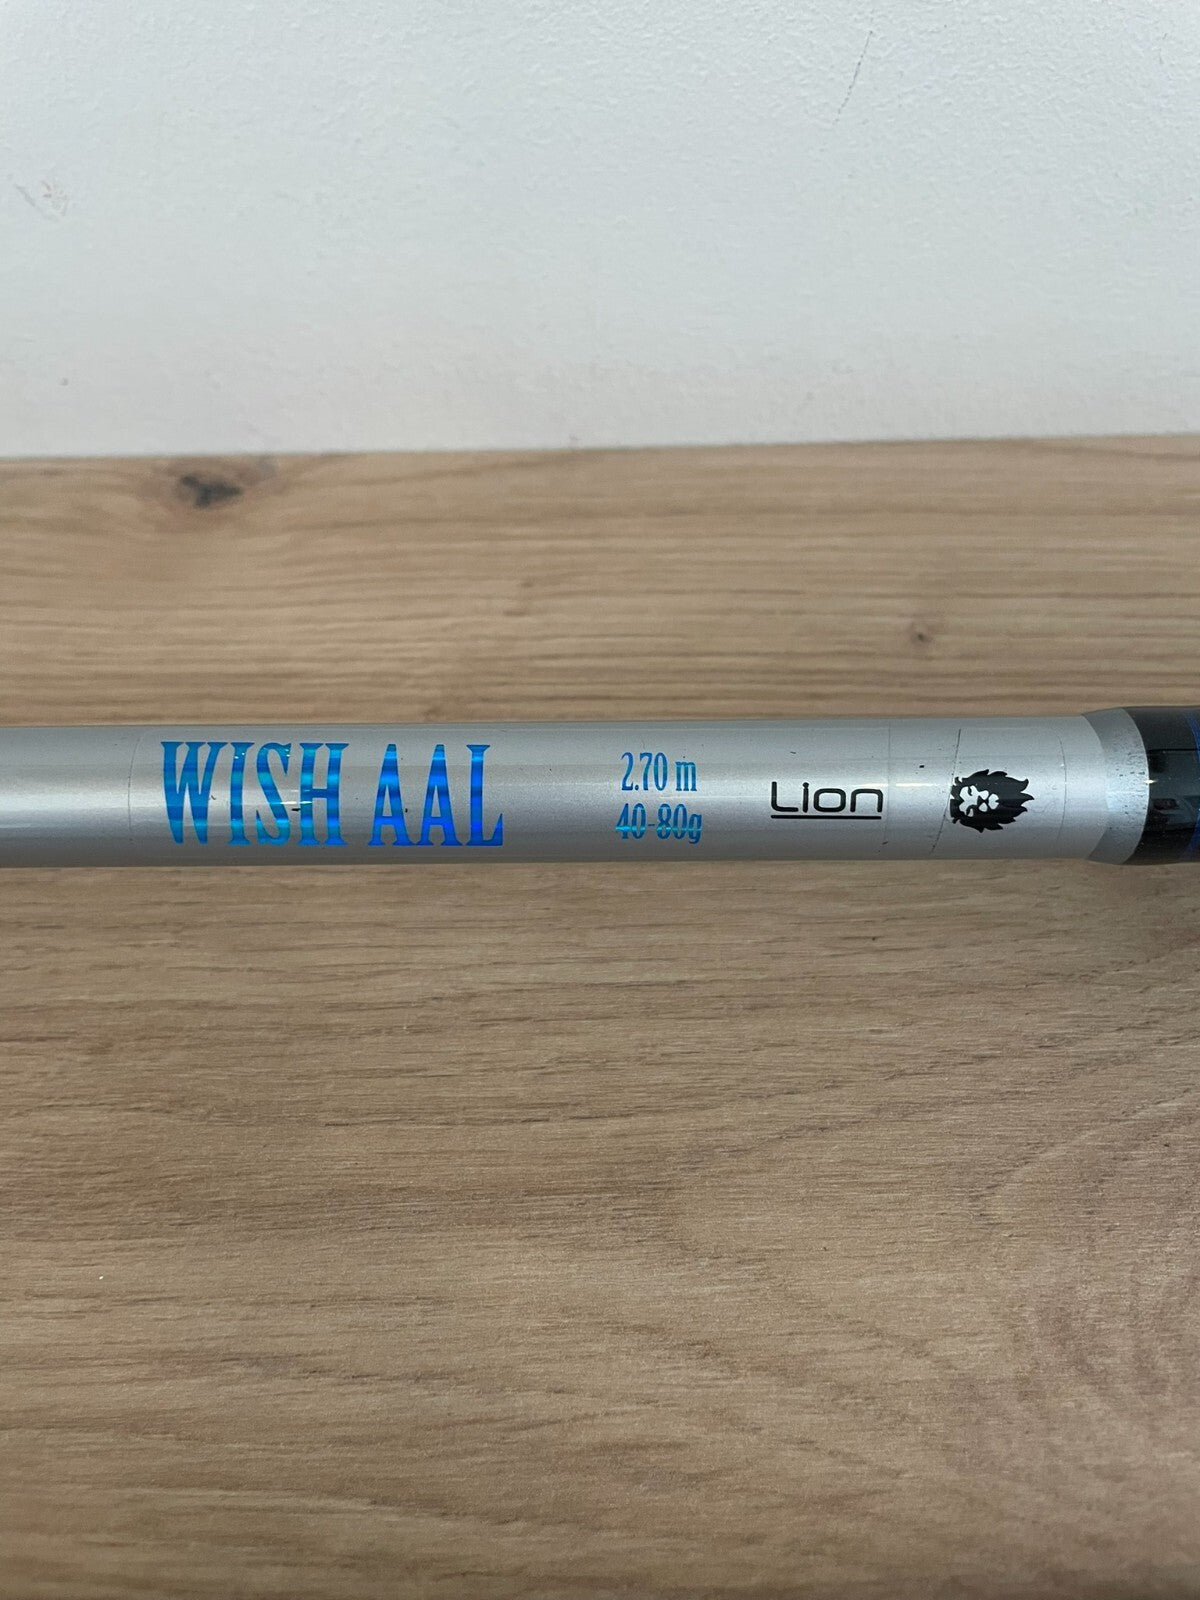 WISH AAL
2.70 m
40-80g
Lion